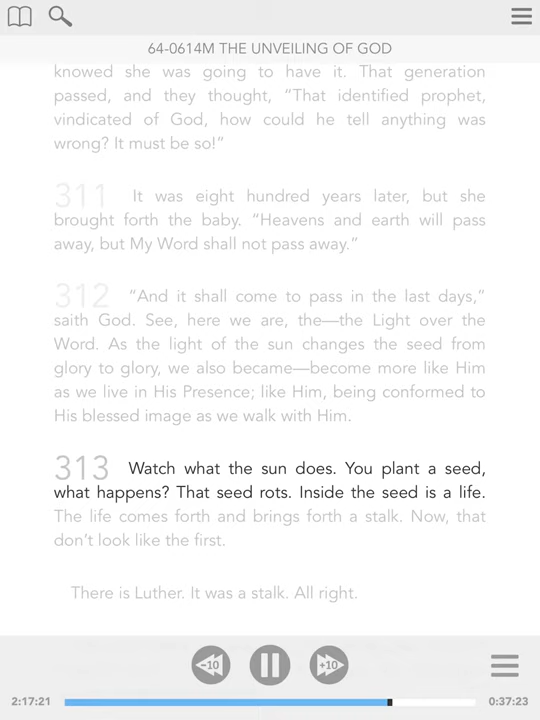 64-0614M THE UNVEILING OF GOD
knowed she was going to have it. That generation
passed, and they thought, “That identified prophet,
vindicated of God, how could he tell anything was
wrong? It must be so!”
311 It was eight hundred years later, but she
brought forth the baby. “Heavens and earth will pass
away, but My Word shall not pass away.”
312 “And it shall come to pass in the last days,”
saith God. See, here we are, the—the Light over the
Word. As the light of the sun changes the seed from
glory to glory, we also became—become more like Him
as we live in His Presence; like Him, being conformed to
His blessed image as we walk with Him.
313 Watch what the sun does. You plant a seed,
what happens? That seed rots. Inside the seed is a life.
The life comes forth and brings forth a stalk. Now, that
don’t look like the first.
There is Luther. It was a stalk. All right.
-10
+10
2:17:21
0:37:23